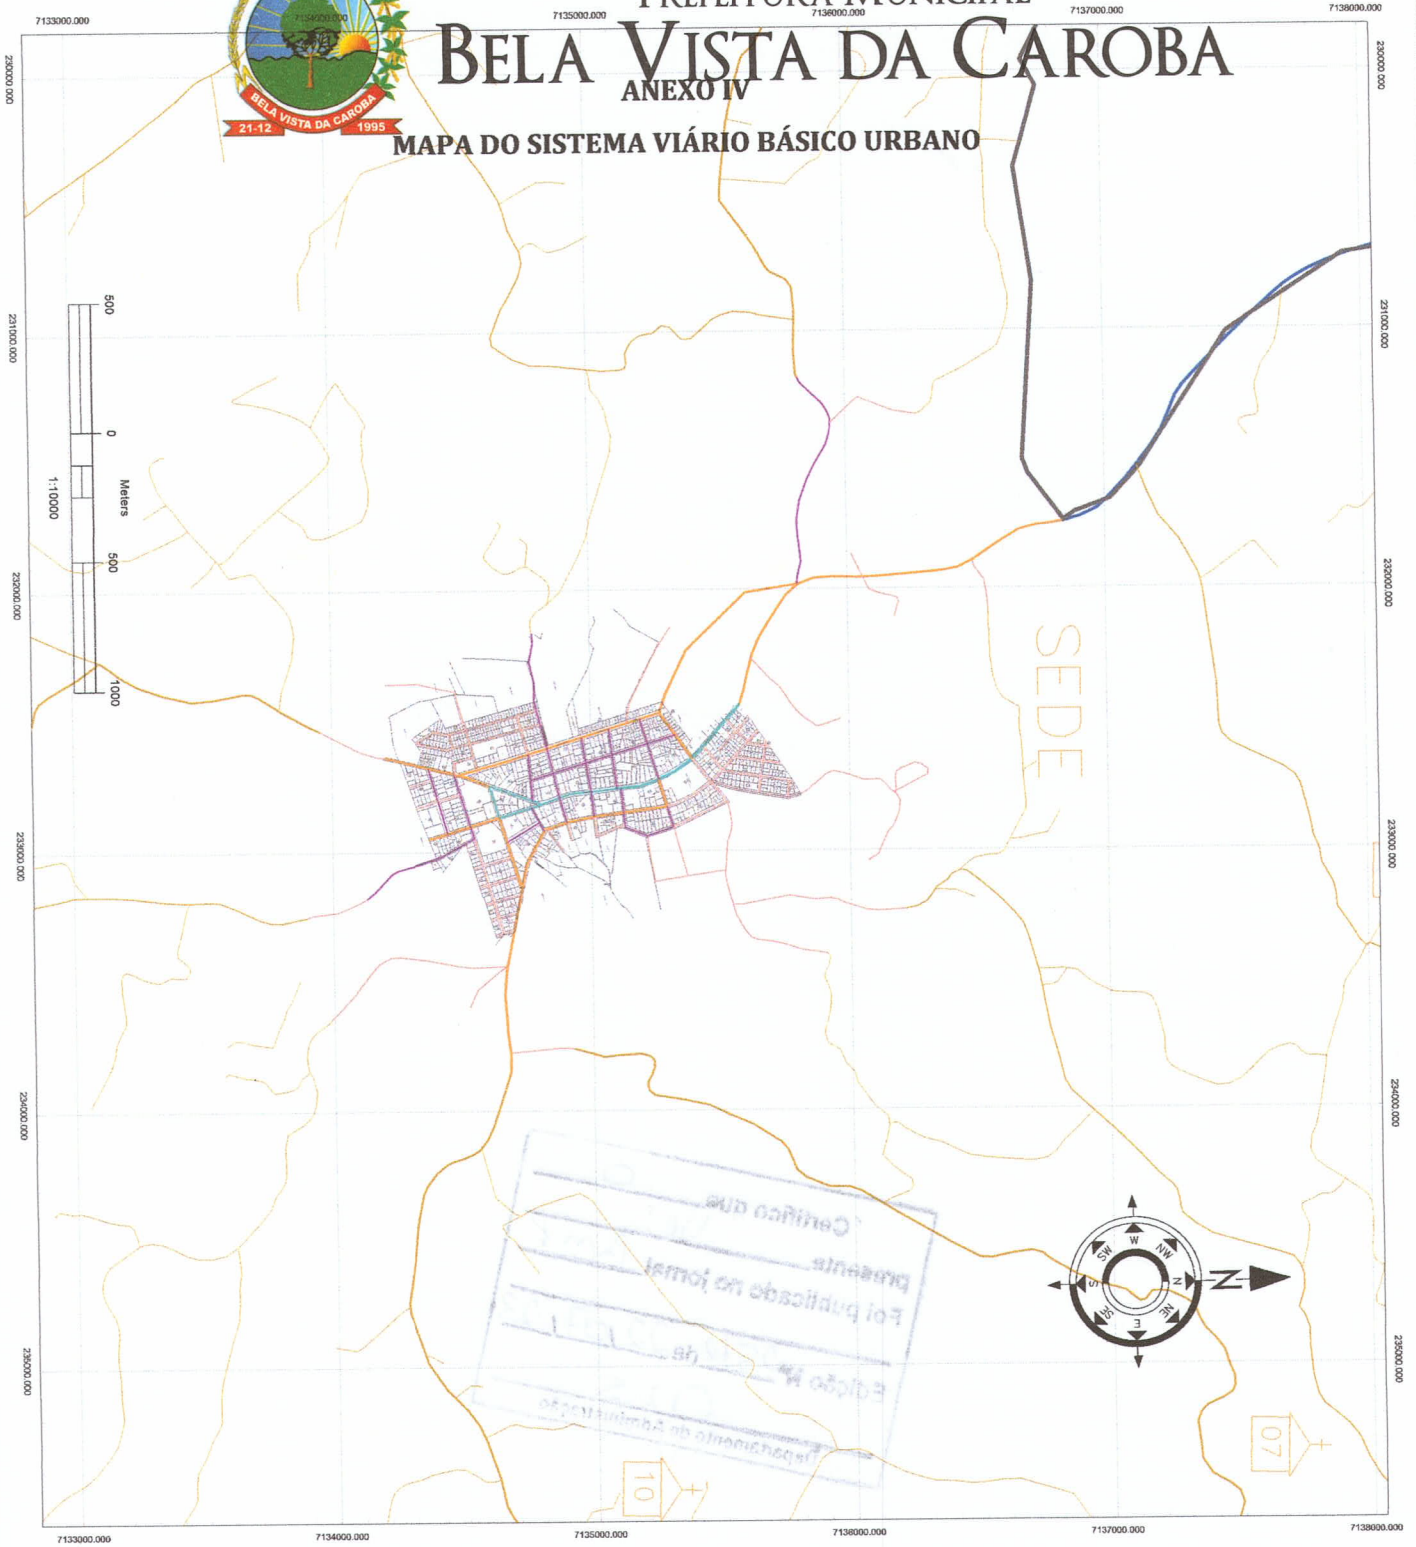 PREFEITURA MUNICIPAL
7133000.000 7134000.000 7135000.000 7136000.000 7137000.000 7138000.000
BELA VISTA DA CAROBA
ANEXO IV
MAPA DO SISTEMA VIÁRIO BÁSICO URBANO
BELA VISTA DA CAROBA
21-12 1995
230000.000 230000.000
231000.000 231000.000
232000.000 232000.000
233000.000 233000.000
234000.000 234000.000
235000.000 235000.000
500 0 500 1000
Meters
1:10000
SEDE
N
N NE E SE S SW W NW
07
10
Certifico que
presente
Foi publicado no jornal
Edição Nº de / /
Departamento de Administração
7133000.000 7134000.000 7135000.000 7136000.000 7137000.000 7138000.000